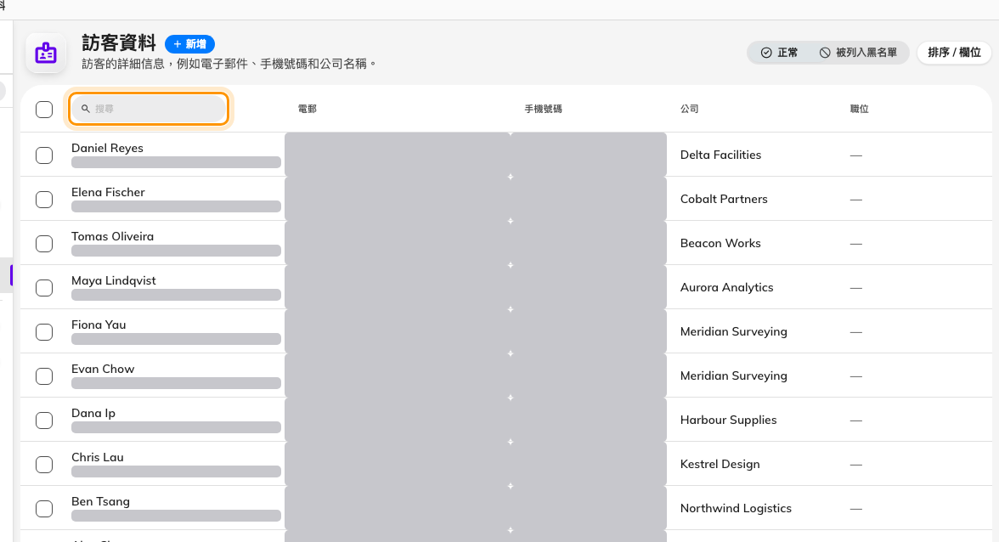 料
訪客資料 + 新增
訪客的詳細信息，例如電子郵件、手機號碼和公司名稱。
正常 被列入黑名單 排序 / 欄位
搜尋 電郵 手機號碼 公司 職位
Daniel Reyes Delta Facilities —
Elena Fischer Cobalt Partners —
Tomas Oliveira Beacon Works —
Maya Lindqvist Aurora Analytics —
Fiona Yau Meridian Surveying —
Evan Chow Meridian Surveying —
Dana Ip Harbour Supplies —
Chris Lau Kestrel Design —
Ben Tsang Northwind Logistics —